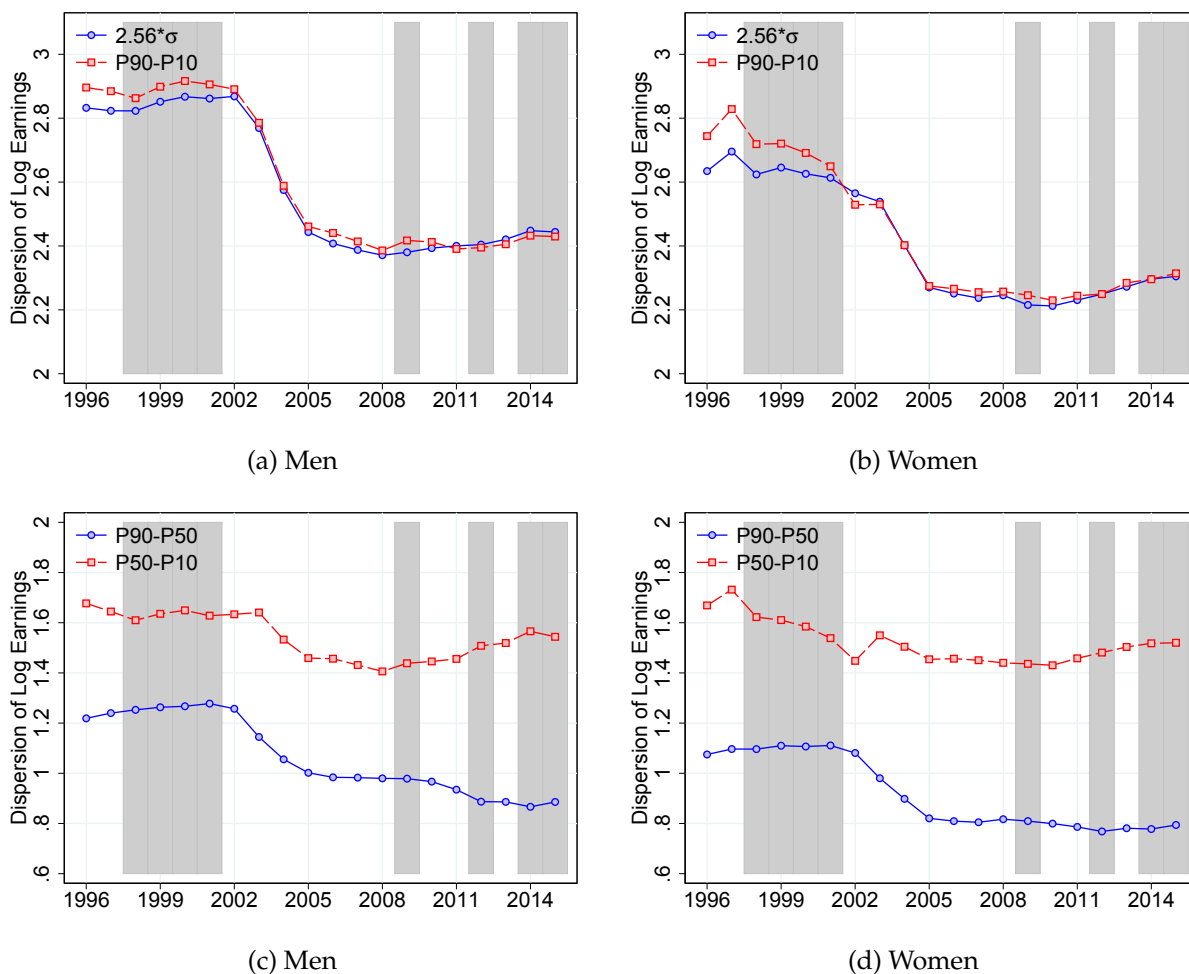 2.56*σ
P90-P10
Dispersion of Log Earnings
3
2.8
2.6
2.4
2.2
2
1996 1999 2002 2005 2008 2011 2014
(a) Men
2.56*σ
P90-P10
Dispersion of Log Earnings
3
2.8
2.6
2.4
2.2
2
1996 1999 2002 2005 2008 2011 2014
(b) Women
P90-P50
P50-P10
Dispersion of Log Earnings
2
1.8
1.6
1.4
1.2
1
.8
.6
1996 1999 2002 2005 2008 2011 2014
(c) Men
P90-P50
P50-P10
Dispersion of Log Earnings
2
1.8
1.6
1.4
1.2
1
.8
.6
1996 1999 2002 2005 2008 2011 2014
(d) Women